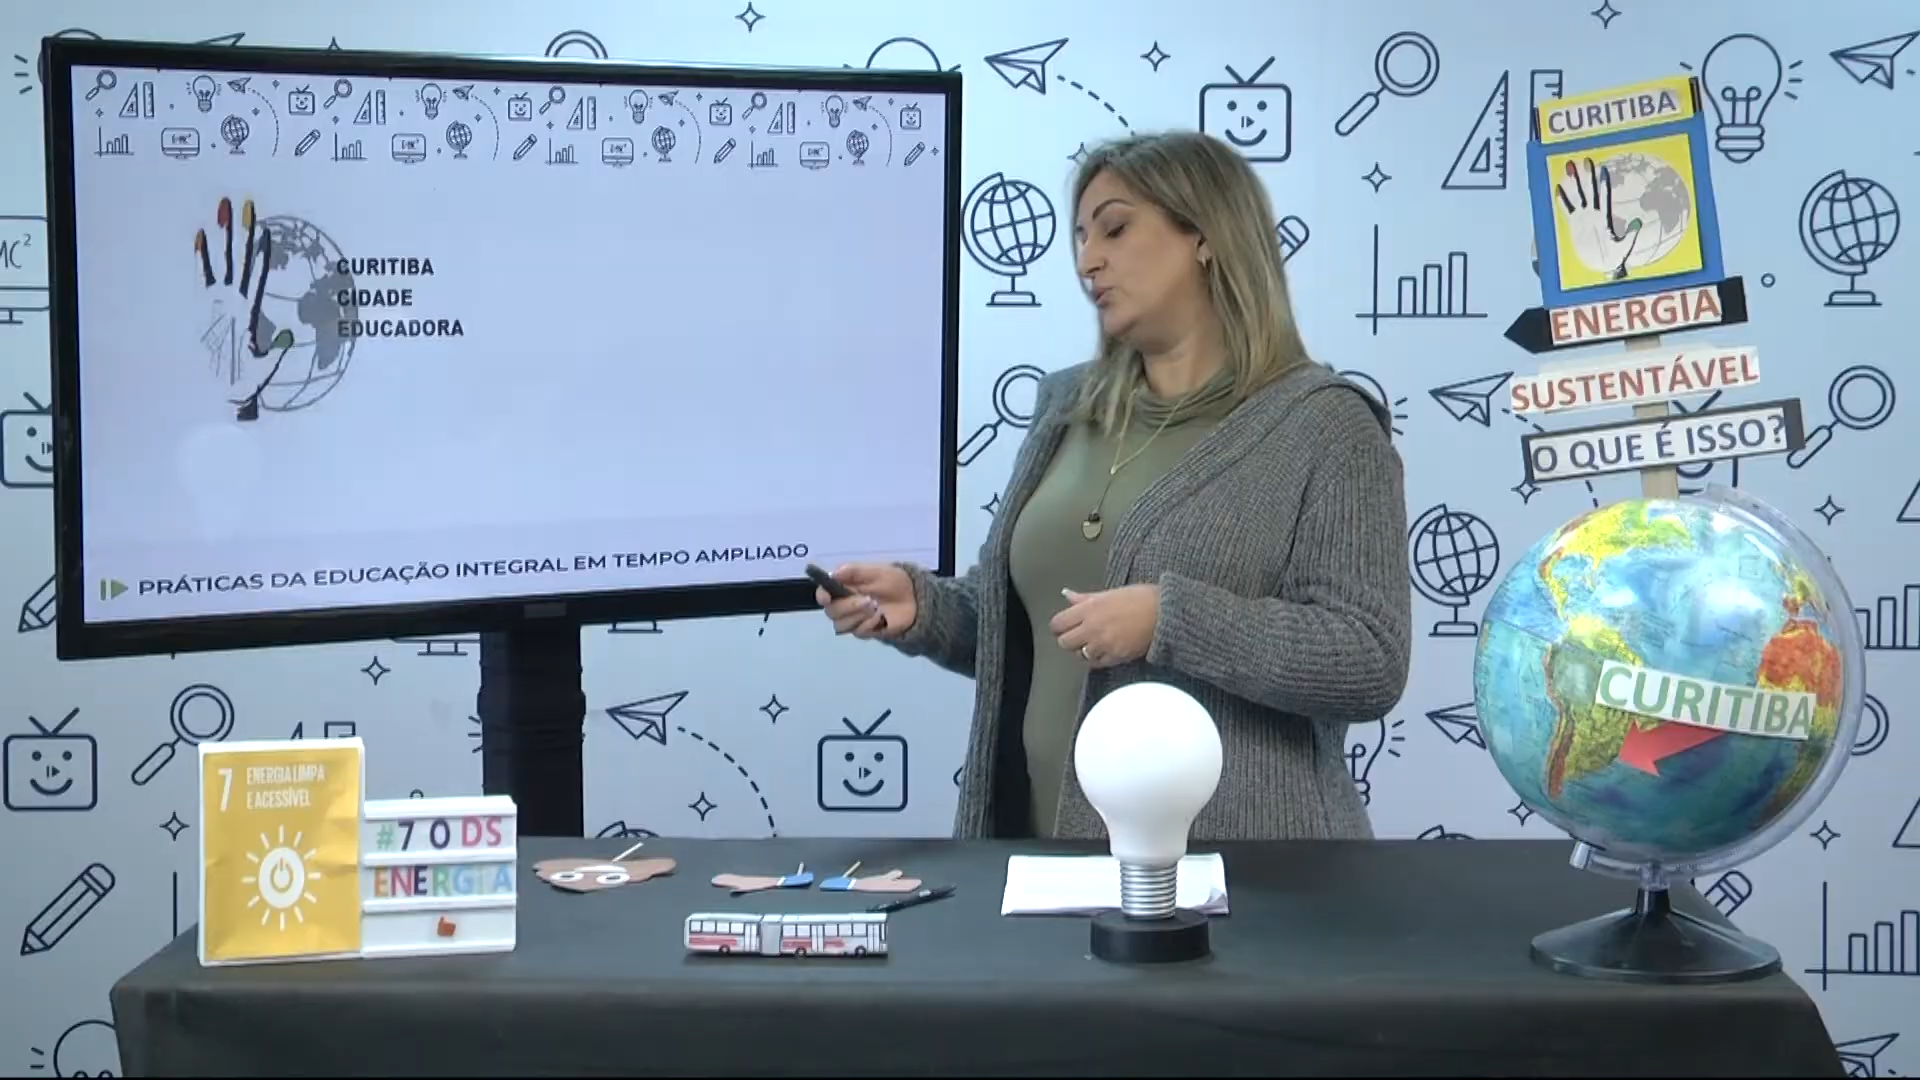 CURITIBA
CIDADE
EDUCADORA
PRÁTICAS DA EDUCAÇÃO INTEGRAL EM TEMPO AMPLIADO
CURITIBA
ENERGIA
SUSTENTÁVEL
O QUE É ISSO?
CURITIBA
7 ENERGIA LIMPA
E ACESSÍVEL
#7 O DS
ENERGIA